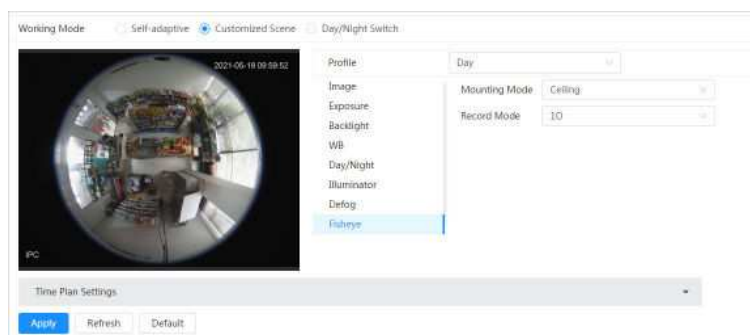 Working Mode Self-adaptive Customized Scene Day/Night Switch
2021-05-19 09:59:52
IPC
Profile Day
Image
Exposure
Backlight
WB
Day/Night
Illuminator
Defog
Fisheye
Mounting Mode Ceiling
Record Mode 1O
Time Plan Settings
Apply Refresh Default